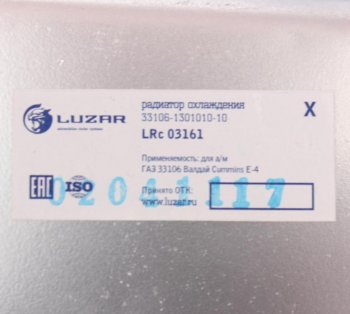 LUZAR
радиатор охлаждения
33106-1301010-10
LRc 03161
X
Применяемость: для д/м
ГАЗ 33106 Валдай Cummins Е-4
EAC ISO
Принято ОТК:
www.luzar.ru